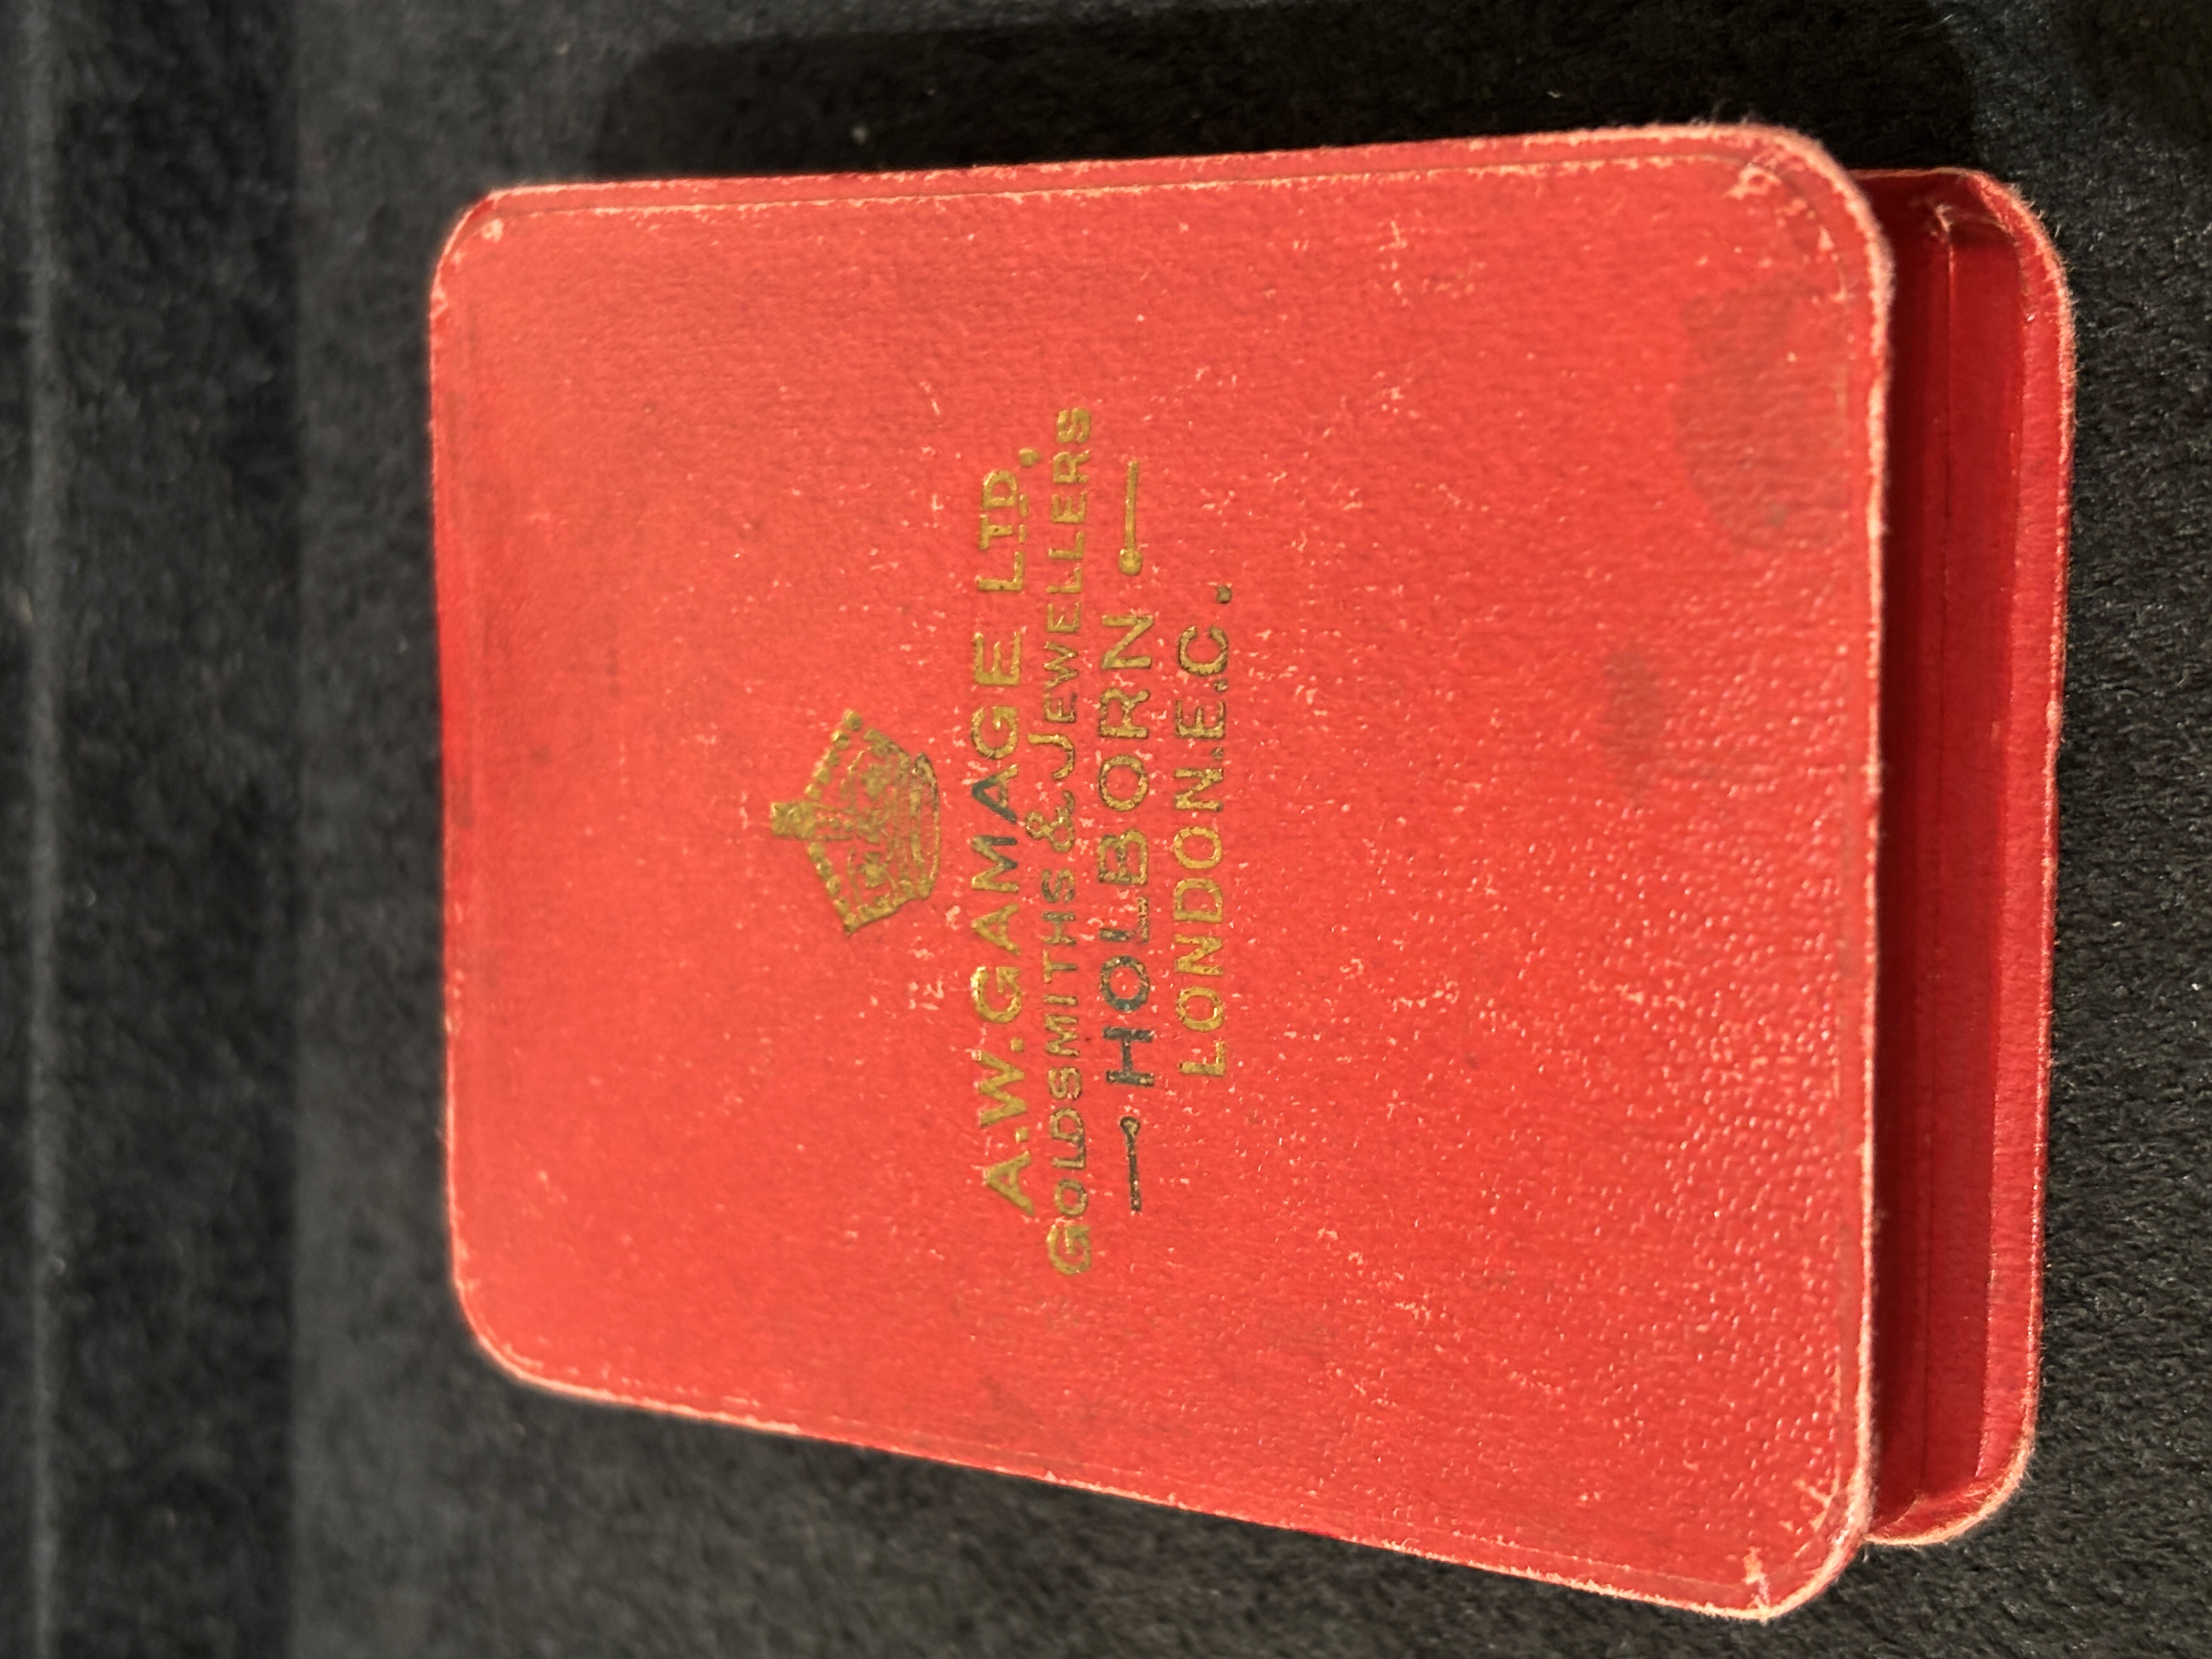 A.W.GAMAGE LTD,
GOLDSMITHS & JEWELLERS
HOLBORN
LONDON.E.C.